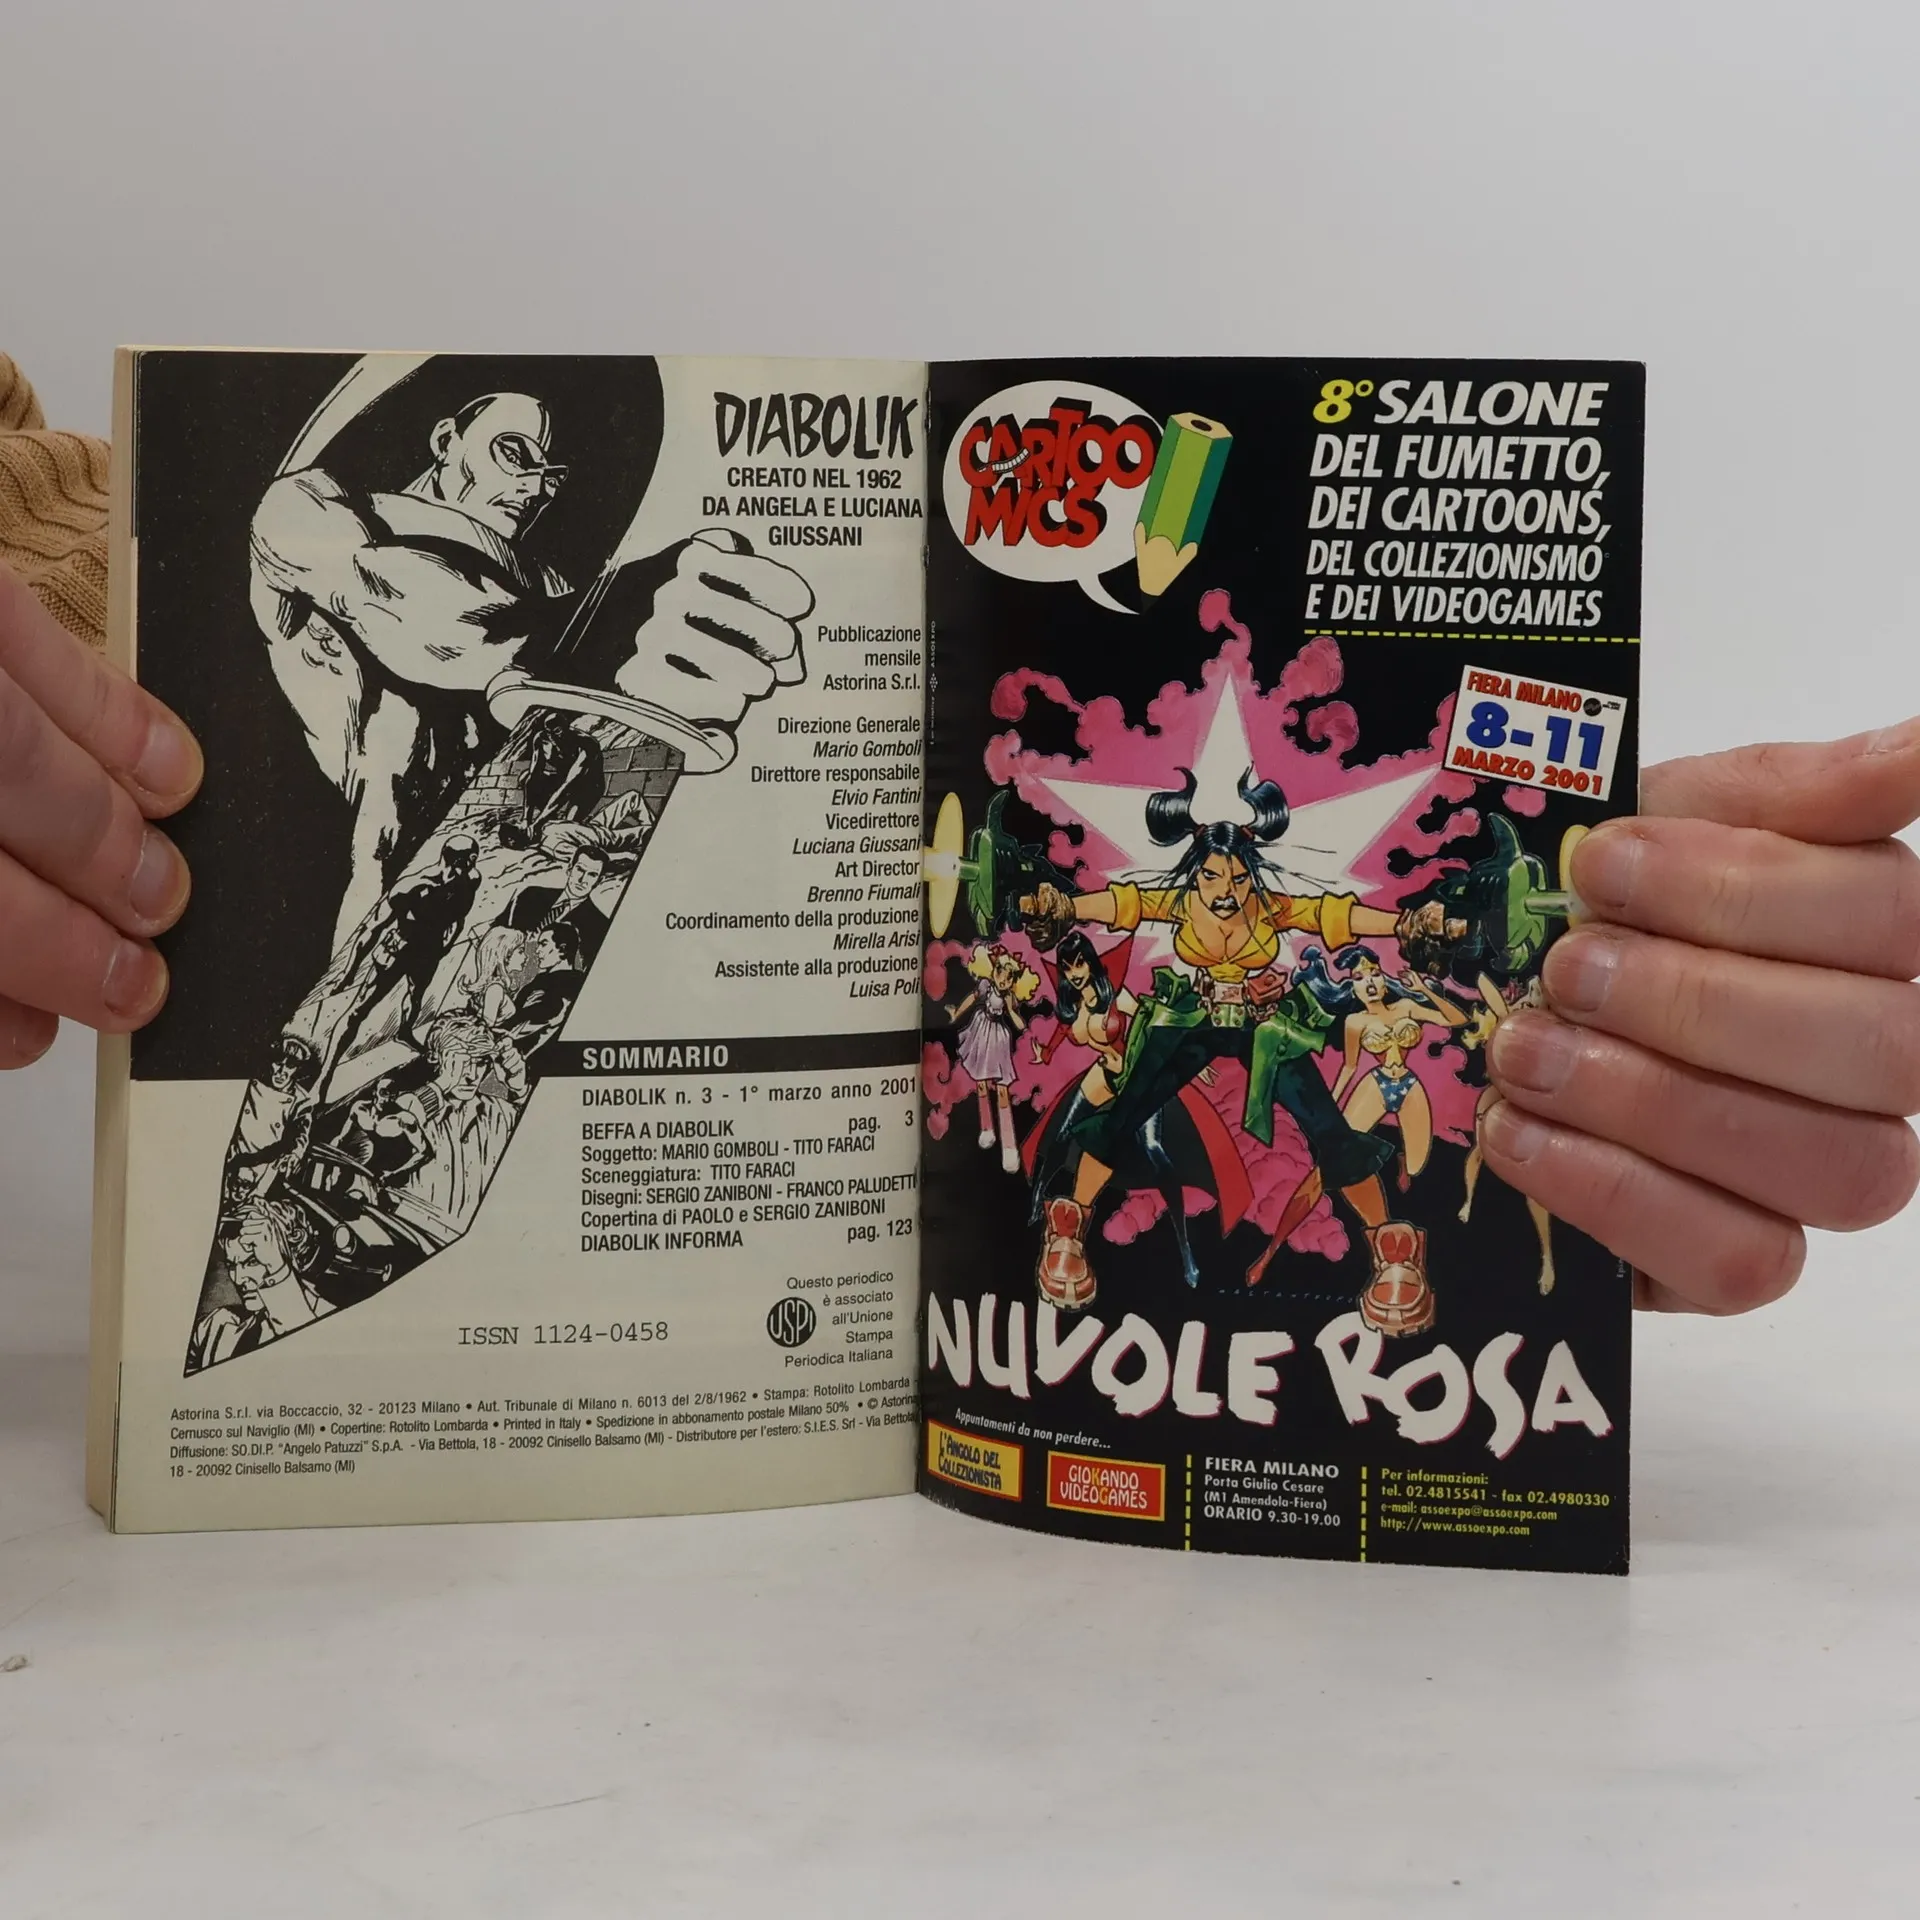 DIABOLIK
CREATO NEL 1962
DA ANGELA E LUCIANA
GIUSSANI
Pubblicazione
mensile
Astorina S.r.l.
Direzione Generale
Mario Gomboli
Direttore responsabile
Elvio Fantini
Vicedirettore
Luciana Giussani
Art Director
Brenno Fiumali
Coordinamento della produzione
Mirella Arisi
Assistente alla produzione
Luisa Poli
SOMMARIO
DIABOLIK n. 3 - 1° marzo anno 2001
BEFFA A DIABOLIK pag. 3
Soggetto: MARIO GOMBOLI - TITO FARACI
Sceneggiatura: TITO FARACI
Disegni: SERGIO ZANIBONI - FRANCO PALUDETTI
Copertina di PAOLO e SERGIO ZANIBONI
DIABOLIK INFORMA pag. 123
Questo periodico
è associato
all'Unione
Stampa
Periodica Italiana
USPI
ISSN 1124-0458
Astorina S.r.l. via Boccaccio, 32 - 20123 Milano • Aut. Tribunale di Milano n. 6013 del 2/8/1962 • Stampa: Rotolito Lombarda -
Cernusco sul Naviglio (MI) • Copertine: Rotolito Lombarda • Printed in Italy • Spedizione in abbonamento postale Milano 50% • © Astorina
Diffusione: SO.DI.P. "Angelo Patuzzi" S.p.A. - Via Bettola, 18 - 20092 Cinisello Balsamo (MI) - Distributore per l'estero: S.I.E.S. Srl - Via Bettola
18 - 20092 Cinisello Balsamo (MI)
CARTOO
MICS
8° SALONE
DEL FUMETTO,
DEI CARTOONS,
DEL COLLEZIONISMO
E DEI VIDEOGAMES
FIERA MILANO
8-11
MARZO 2001
ASSOEXPO
NUVOLE ROSA
Appuntamenti da non perdere...
L'ANGOLO DEL
COLLEZIONISTA
GIOKANDO
VIDEOGAMES
FIERA MILANO
Porta Giulio Cesare
(M1 Amendola-Fiera)
ORARIO 9.30-19.00
Per informazioni:
tel. 02.4815541 - fax 02.4980330
e-mail: assoexpo@assoexpo.com
http://www.assoexpo.com